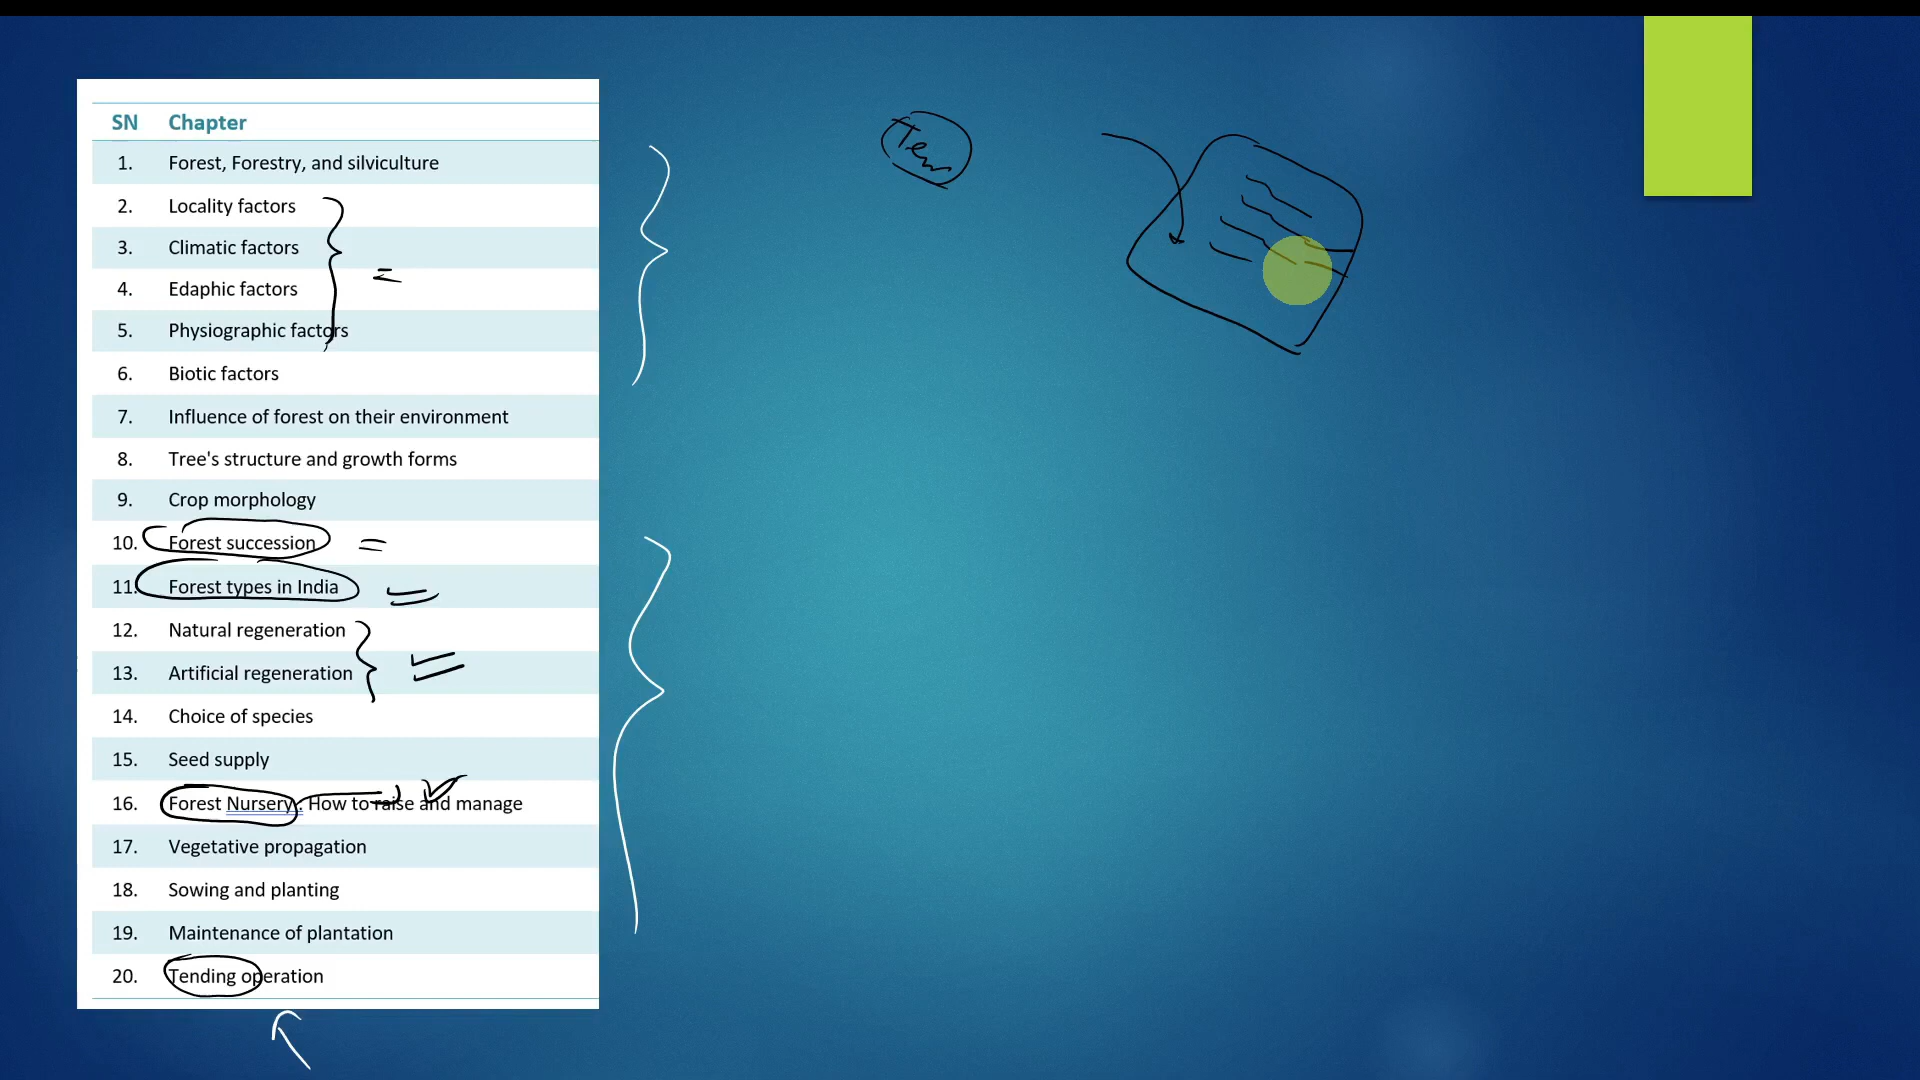 SN Chapter
1. Forest, Forestry, and silviculture
2. Locality factors
3. Climatic factors
4. Edaphic factors
5. Physiographic factors
6. Biotic factors
7. Influence of forest on their environment
8. Tree's structure and growth forms
9. Crop morphology
10. Forest succession
11. Forest types in India
12. Natural regeneration
13. Artificial regeneration
14. Choice of species
15. Seed supply
16. Forest Nursery : How to raise and manage
17. Vegetative propagation
18. Sowing and planting
19. Maintenance of plantation
20. Tending operation